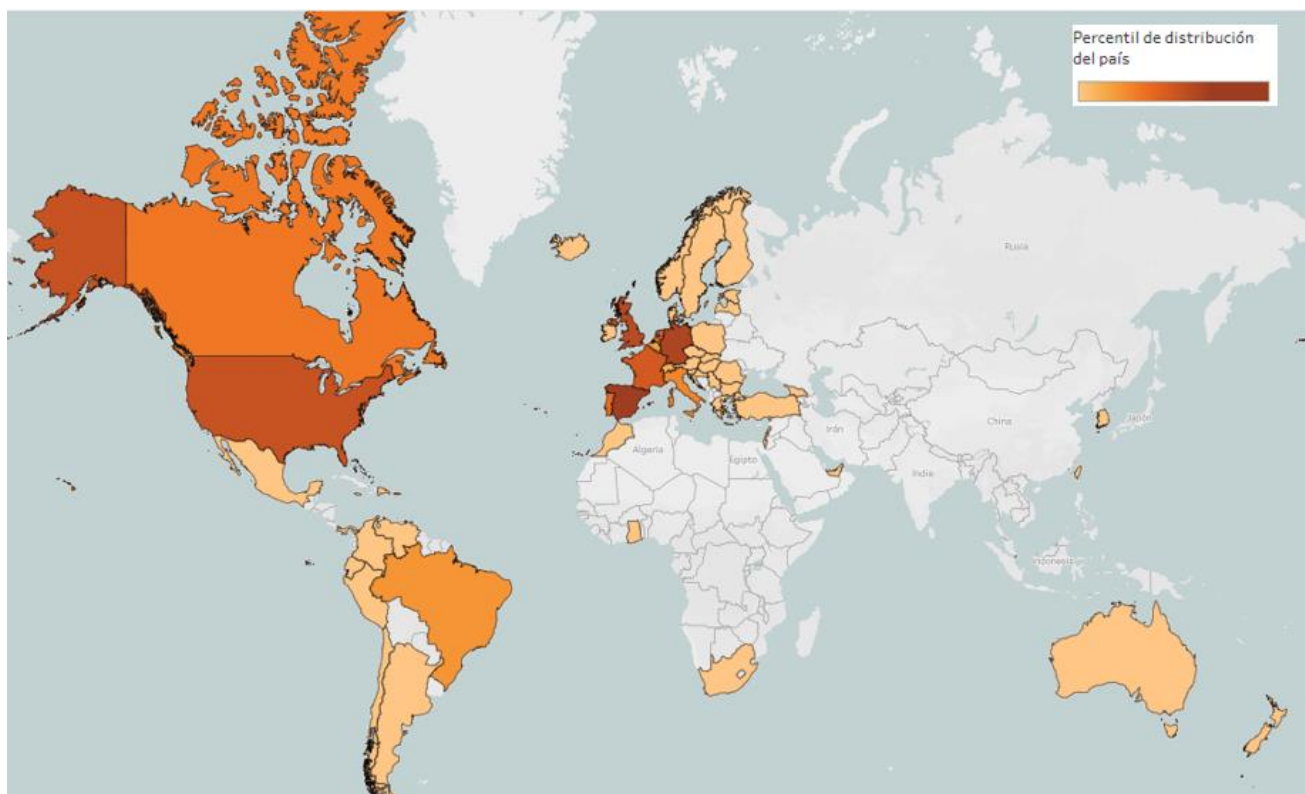 Percentil de distribución
del país
Rusia
China
Japón
Irán
Argelia
Egipto
India
Indonesia